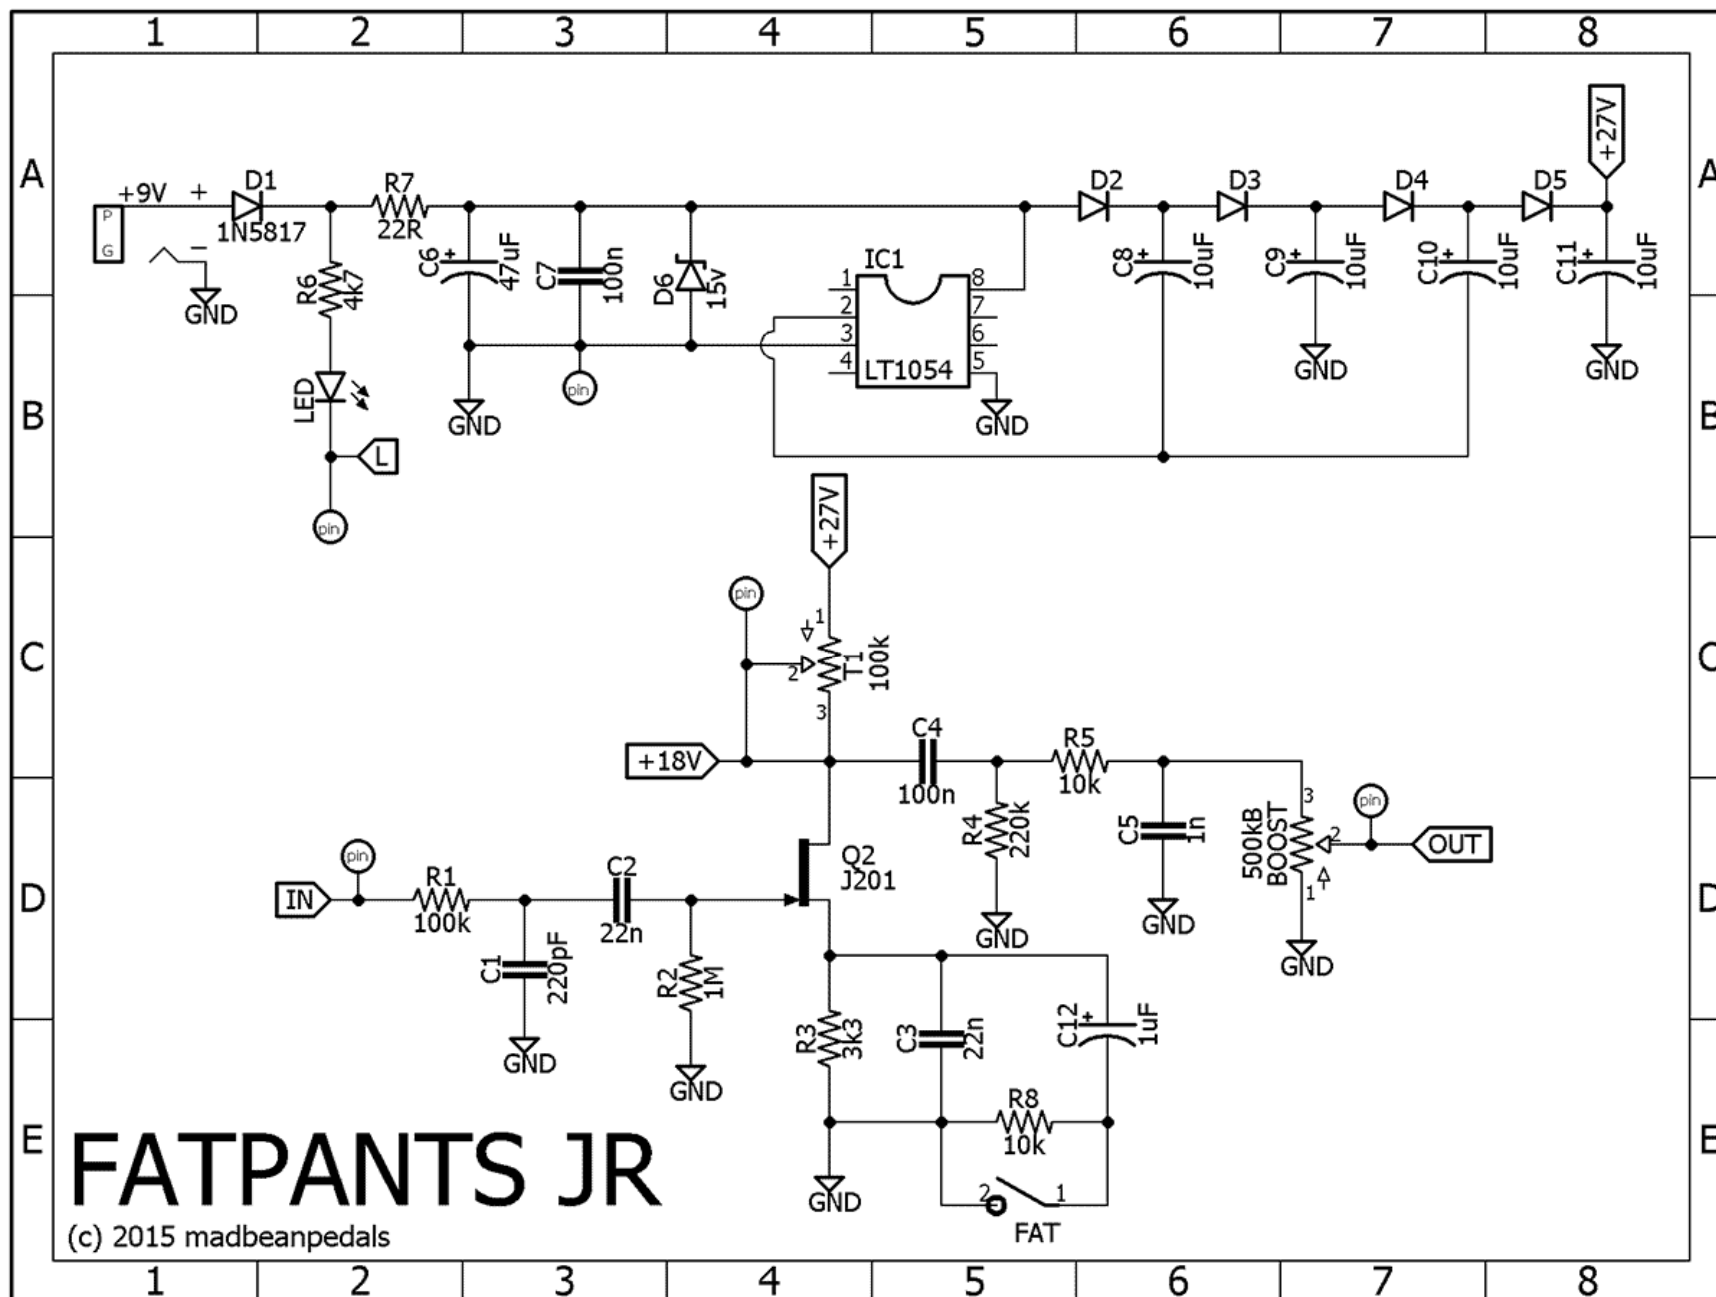 1 2 3 4 5 6 7 8
A
A
+27V
+9V + D1 R7 D2 D3 D4 D5
P
G
1N5817 22R
−
R6 4k7
C6 + 47uF
C7 100n
D6 15v
IC1
C8 + 10uF
C9 + 10uF
C10 + 10uF
C11 + 10uF
GND
1 8
2 7
3 6
4 LT1054 5
LED
pin
GND
GND
GND
GND
B
B
L
pin
+27V
pin
1
2
T1 100k
3
C
C
+18V
C4
100n
R5
10k
R4 220k
C5 1n
3
500kB BOOST
2
1
pin
OUT
Q2
J201
pin
IN
R1
100k
C2
22n
D
D
GND
GND
GND
C1 220pF
R2 1M
GND
GND
R3 3k3
C3 22n
C12 + 1uF
R8
10k
GND
2 1
FAT
E
E
FATPANTS JR
(c) 2015 madbeanpedals
1 2 3 4 5 6 7 8